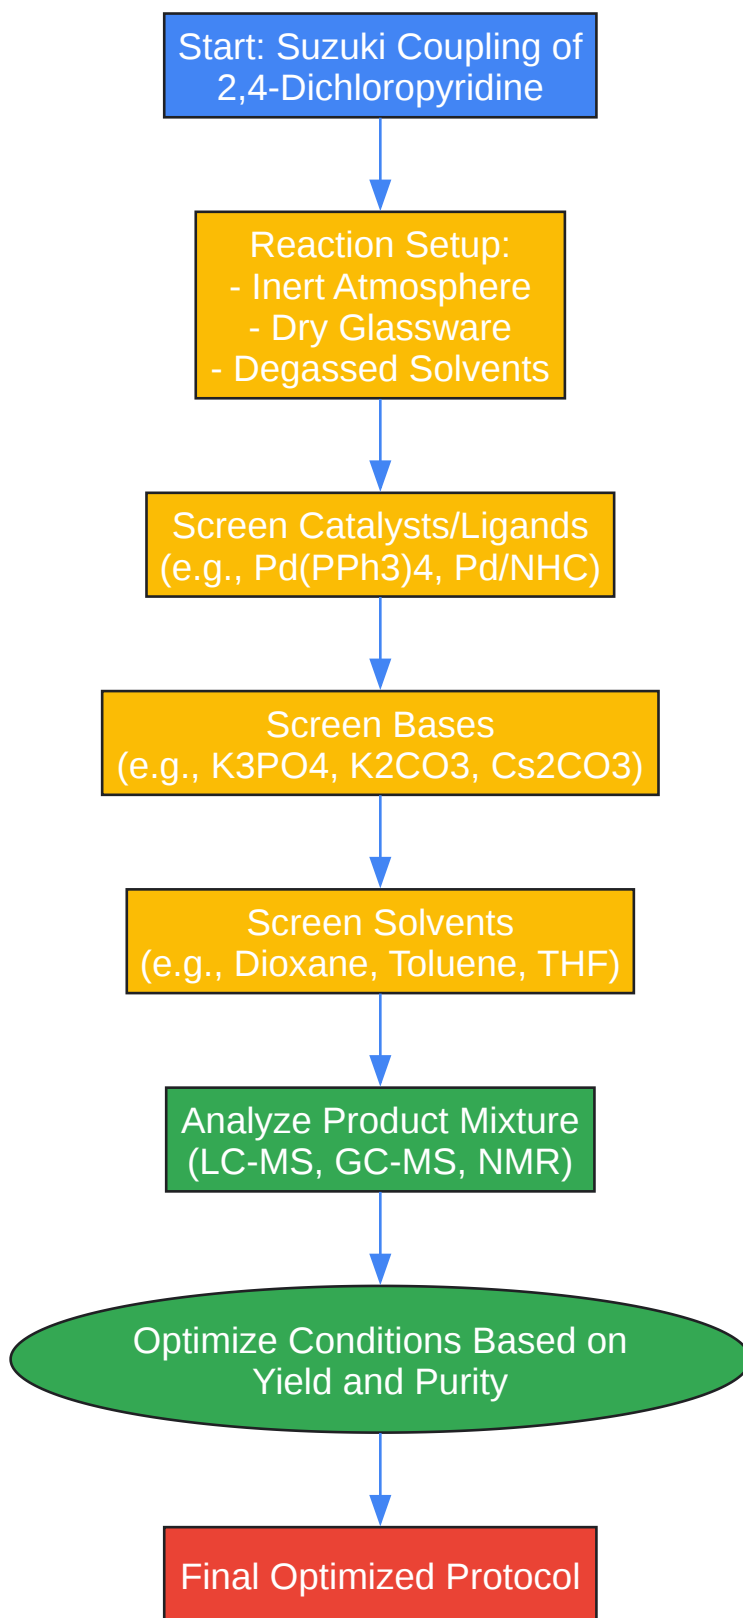 Start: Suzuki Coupling of
2,4-Dichloropyridine
Reaction Setup:
- Inert Atmosphere
- Dry Glassware
- Degassed Solvents
Screen Catalysts/Ligands
(e.g., Pd(PPh3)4, Pd/NHC)
Screen Bases
(e.g., K3PO4, K2CO3, Cs2CO3)
Screen Solvents
(e.g., Dioxane, Toluene, THF)
Analyze Product Mixture
(LC-MS, GC-MS, NMR)
Optimize Conditions Based on
Yield and Purity
Final Optimized Protocol